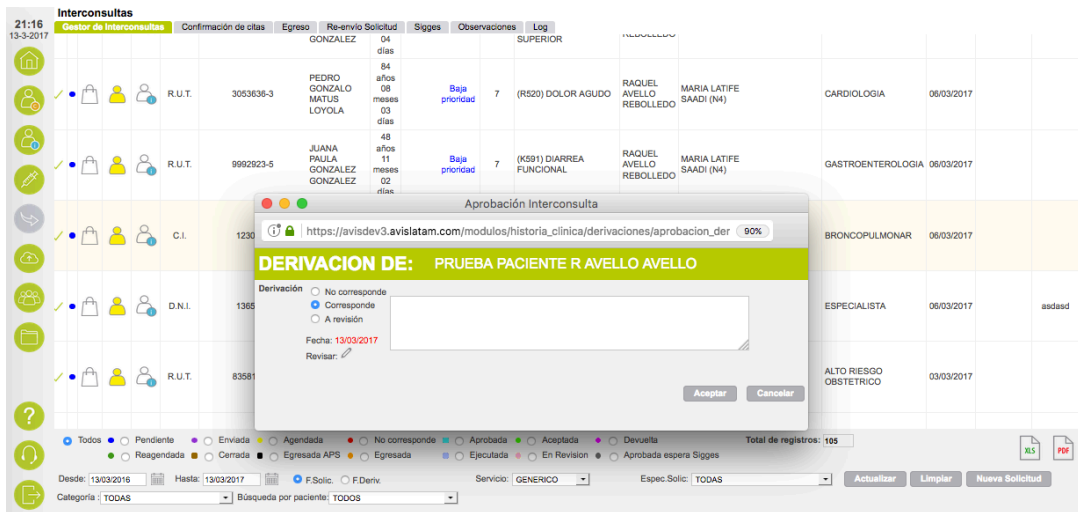 Interconsultas
21:16
13-3-2017
Gestor de Interconsultas Confirmación de citas Egreso Re-envío Solicitud Sigges Observaciones Log
GONZALEZ 04 días SUPERIOR REBOLLEDO
R.U.T. 3053636-3 PEDRO GONZALO MATUS LOYOLA 84 años 08 meses 03 días Baja prioridad 7 (R520) DOLOR AGUDO RAQUEL AVELLO REBOLLEDO MARIA LATIFE SAADI (N4) CARDIOLOGIA 06/03/2017
R.U.T. 9992923-5 JUANA PAULA GONZALEZ GONZALEZ 48 años 11 meses 02 días Baja prioridad 7 (K591) DIARREA FUNCIONAL RAQUEL AVELLO REBOLLEDO MARIA LATIFE SAADI (N4) GASTROENTEROLOGIA 06/03/2017
C.I. 1230 BRONCOPULMONAR 06/03/2017
D.N.I. 1365 ESPECIALISTA 06/03/2017 asdasd
R.U.T. 83581 ALTO RIESGO OBSTETRICO 03/03/2017
Aprobación Interconsulta
https://avisdev3.avislatam.com/modulos/historia_clinica/derivaciones/aprobacion_der 90%
DERIVACION DE: PRUEBA PACIENTE R AVELLO AVELLO
Derivación No corresponde
Corresponde
A revisión
Fecha: 13/03/2017
Revisar:
Aceptar Cancelar
Todos Pendiente Enviada Agendada No corresponde Aprobada Aceptada Devuelta Total de registros: 105
Reagendada Cerrada Egresada APS Egresada Ejecutada En Revision Aprobada espera Sigges
XLS PDF
Desde: 13/03/2016 Hasta: 13/03/2017 F.Solic. F.Deriv. Servicio: GENERICO Espec.Solic: TODAS Actualizar Limpiar Nueva Solicitud
Categoría : TODAS Búsqueda por paciente: TODOS